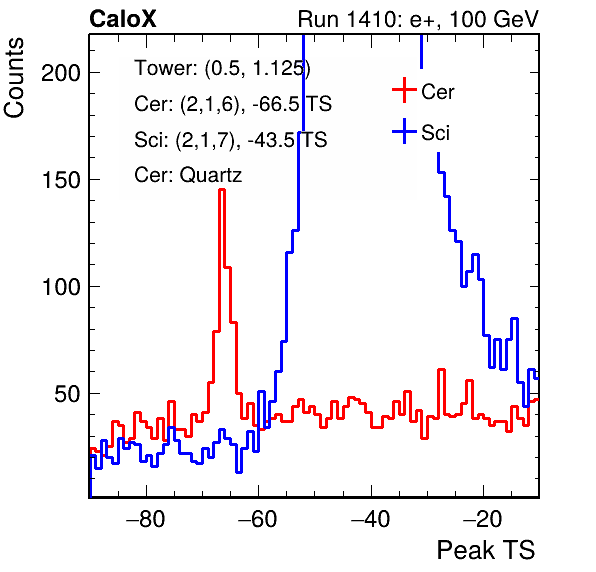 CaloX
Run 1410: e+, 100 GeV
Counts
200
150
100
50
Tower: (0.5, 1.125)
Cer: (2,1,6), -66.5 TS
Sci: (2,1,7), -43.5 TS
Cer: Quartz
Cer
Sci
−80
−60
−40
−20
Peak TS